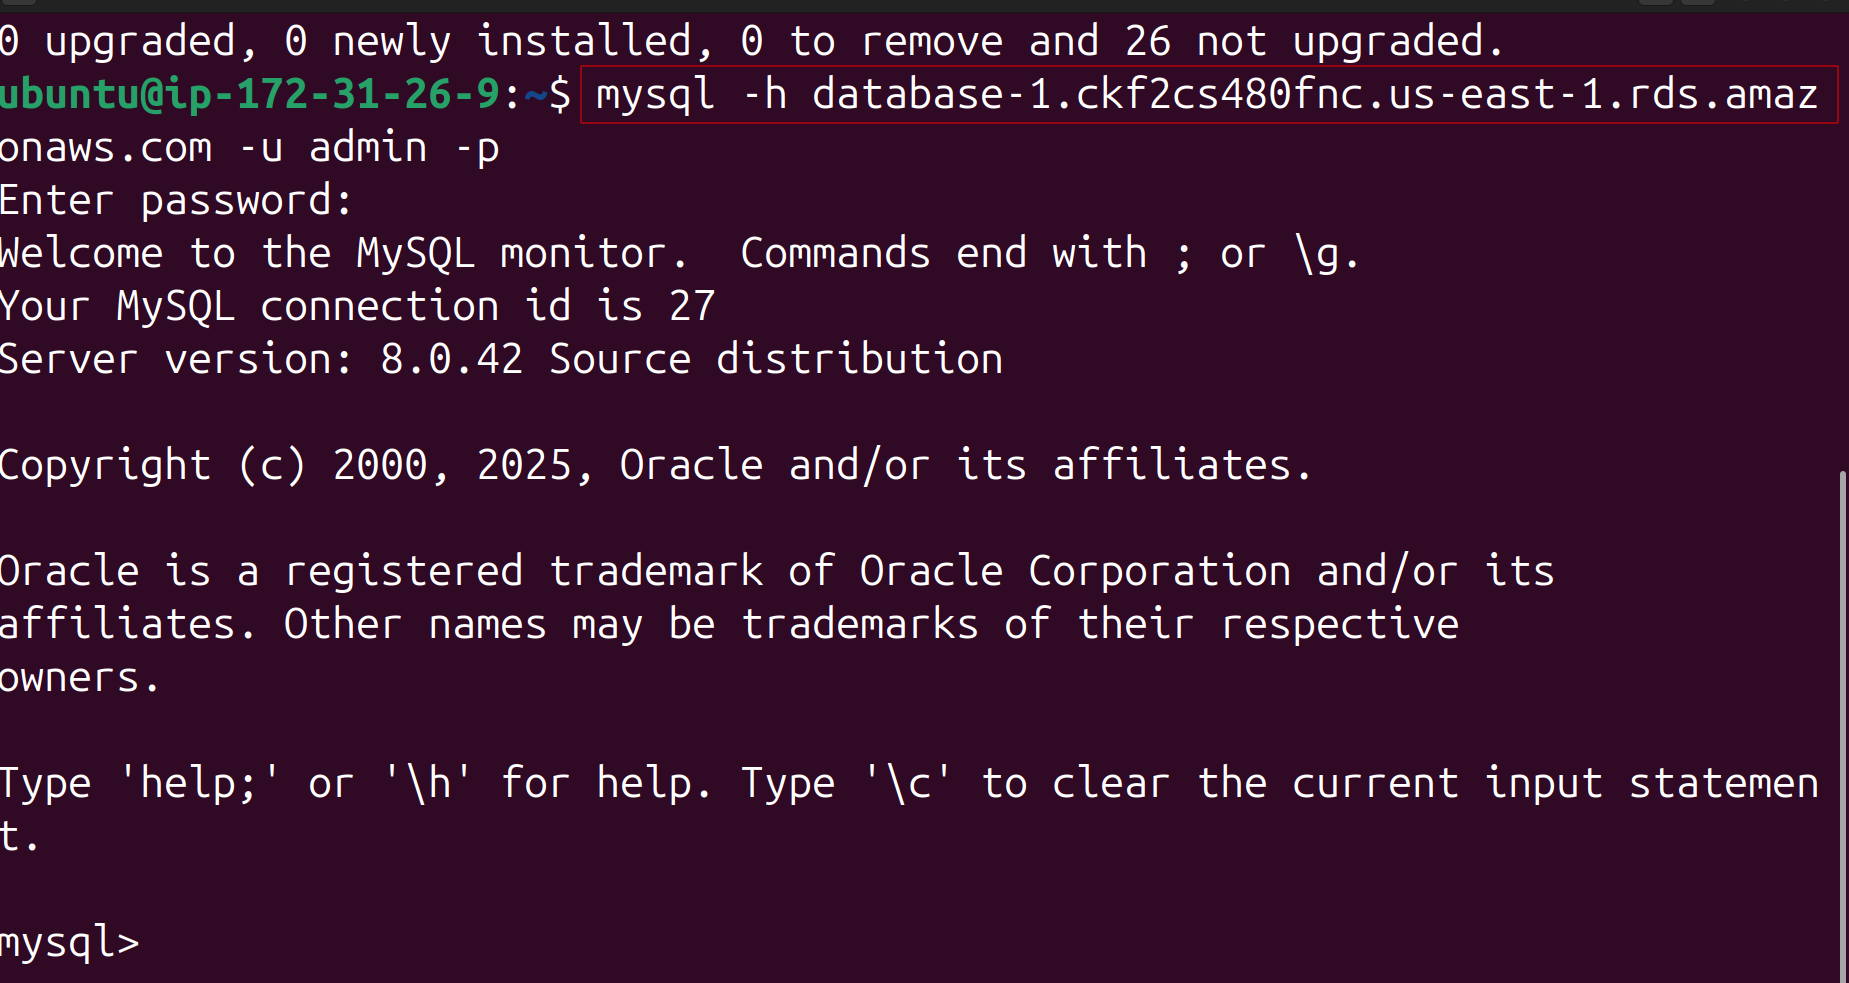 0 upgraded, 0 newly installed, 0 to remove and 26 not upgraded.
ubuntu@ip-172-31-26-9:~$ mysql -h database-1.ckf2cs480fnc.us-east-1.rds.amaz
onaws.com -u admin -p
Enter password:
Welcome to the MySQL monitor.  Commands end with ; or \g.
Your MySQL connection id is 27
Server version: 8.0.42 Source distribution
Copyright (c) 2000, 2025, Oracle and/or its affiliates.
Oracle is a registered trademark of Oracle Corporation and/or its
affiliates. Other names may be trademarks of their respective
owners.
Type 'help;' or '\h' for help. Type '\c' to clear the current input statemen
t.
mysql>